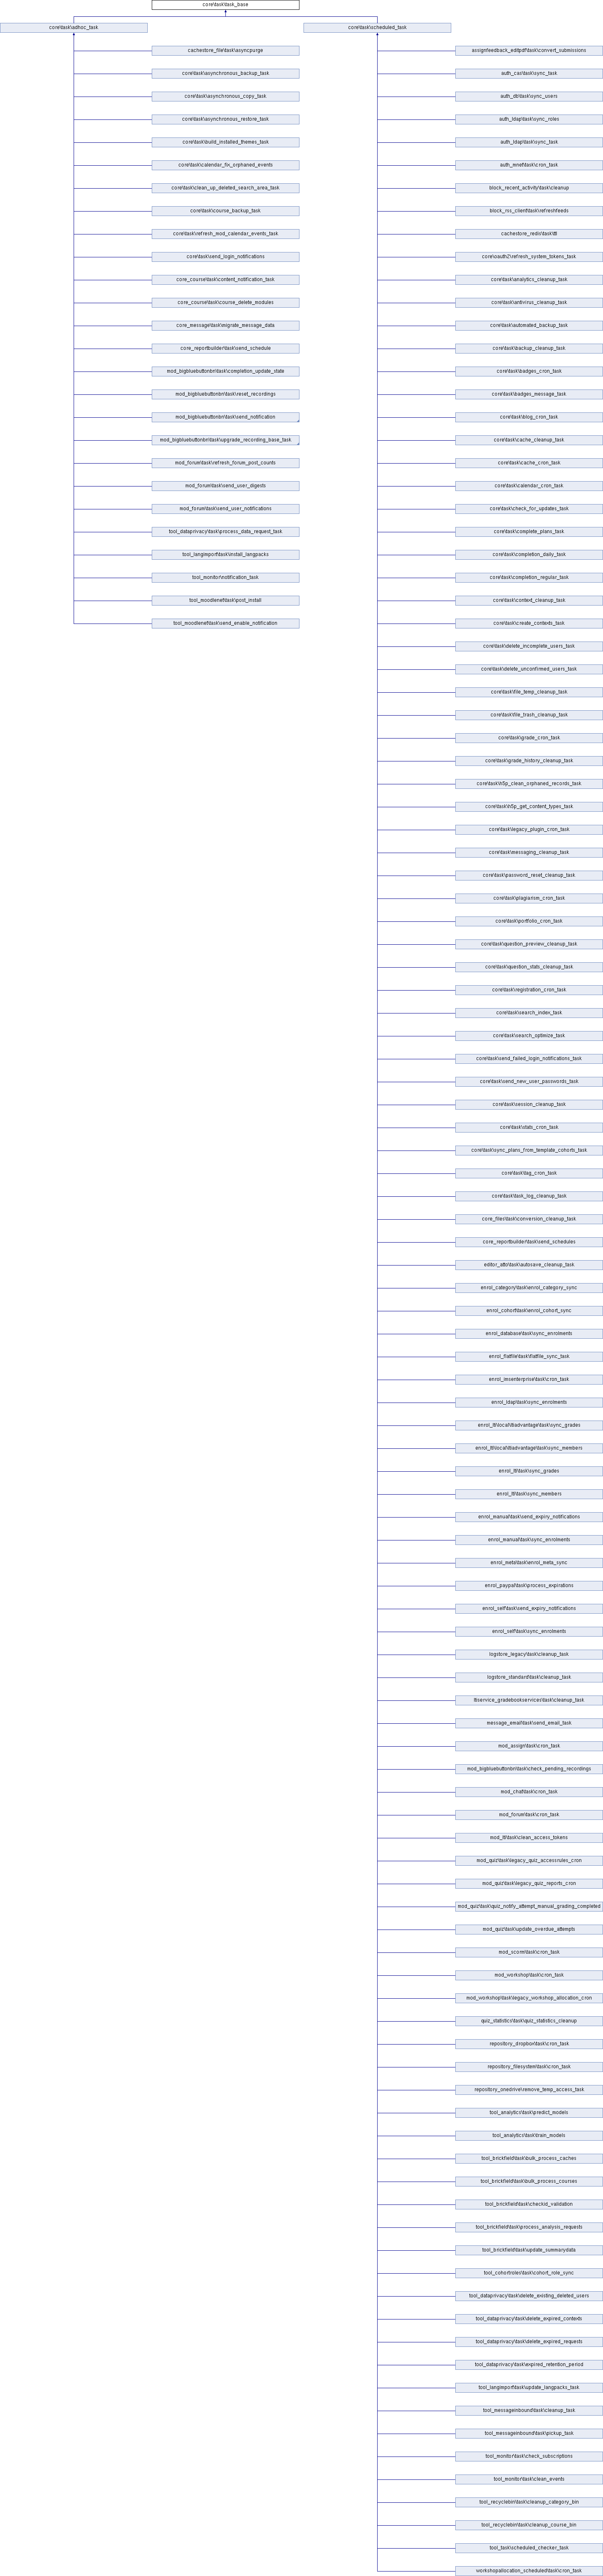 core\task\task_base
core\task\adhoc_task
core\task\scheduled_task
cachestore_file\task\asyncpurge
core\task\asynchronous_backup_task
core\task\asynchronous_copy_task
core\task\asynchronous_restore_task
core\task\build_installed_themes_task
core\task\calendar_fix_orphaned_events
core\task\clean_up_deleted_search_area_task
core\task\course_backup_task
core\task\refresh_mod_calendar_events_task
core\task\send_login_notifications
core_course\task\content_notification_task
core_course\task\course_delete_modules
core_message\task\migrate_message_data
core_reportbuilder\task\send_schedule
mod_bigbluebuttonbn\task\completion_update_state
mod_bigbluebuttonbn\task\reset_recordings
mod_bigbluebuttonbn\task\send_notification
mod_bigbluebuttonbn\task\upgrade_recording_base_task
mod_forum\task\refresh_forum_post_counts
mod_forum\task\send_user_digests
mod_forum\task\send_user_notifications
tool_dataprivacy\task\process_data_request_task
tool_langimport\task\install_langpacks
tool_monitor\notification_task
tool_moodlenet\task\post_install
tool_moodlenet\task\send_enable_notification
assignfeedback_editpdf\task\convert_submissions
auth_cas\task\sync_task
auth_db\task\sync_users
auth_ldap\task\sync_roles
auth_ldap\task\sync_task
auth_mnet\task\cron_task
block_recent_activity\task\cleanup
block_rss_client\task\refreshfeeds
cachestore_redis\task\ttl
core\oauth2\refresh_system_tokens_task
core\task\analytics_cleanup_task
core\task\antivirus_cleanup_task
core\task\automated_backup_task
core\task\backup_cleanup_task
core\task\badges_cron_task
core\task\badges_message_task
core\task\blog_cron_task
core\task\cache_cleanup_task
core\task\cache_cron_task
core\task\calendar_cron_task
core\task\check_for_updates_task
core\task\complete_plans_task
core\task\completion_daily_task
core\task\completion_regular_task
core\task\context_cleanup_task
core\task\create_contexts_task
core\task\delete_incomplete_users_task
core\task\delete_unconfirmed_users_task
core\task\file_temp_cleanup_task
core\task\file_trash_cleanup_task
core\task\grade_cron_task
core\task\grade_history_cleanup_task
core\task\h5p_clean_orphaned_records_task
core\task\h5p_get_content_types_task
core\task\legacy_plugin_cron_task
core\task\messaging_cleanup_task
core\task\password_reset_cleanup_task
core\task\plagiarism_cron_task
core\task\portfolio_cron_task
core\task\question_preview_cleanup_task
core\task\question_stats_cleanup_task
core\task\registration_cron_task
core\task\search_index_task
core\task\search_optimize_task
core\task\send_failed_login_notifications_task
core\task\send_new_user_passwords_task
core\task\session_cleanup_task
core\task\stats_cron_task
core\task\sync_plans_from_template_cohorts_task
core\task\tag_cron_task
core\task\task_log_cleanup_task
core_files\task\conversion_cleanup_task
core_reportbuilder\task\send_schedules
editor_atto\task\autosave_cleanup_task
enrol_category\task\enrol_category_sync
enrol_cohort\task\enrol_cohort_sync
enrol_database\task\sync_enrolments
enrol_flatfile\task\flatfile_sync_task
enrol_imsenterprise\task\cron_task
enrol_ldap\task\sync_enrolments
enrol_lti\local\ltiadvantage\task\sync_grades
enrol_lti\local\ltiadvantage\task\sync_members
enrol_lti\task\sync_grades
enrol_lti\task\sync_members
enrol_manual\task\send_expiry_notifications
enrol_manual\task\sync_enrolments
enrol_meta\task\enrol_meta_sync
enrol_paypal\task\process_expirations
enrol_self\task\send_expiry_notifications
enrol_self\task\sync_enrolments
logstore_legacy\task\cleanup_task
logstore_standard\task\cleanup_task
ltiservice_gradebookservices\task\cleanup_task
message_email\task\send_email_task
mod_assign\task\cron_task
mod_bigbluebuttonbn\task\check_pending_recordings
mod_chat\task\cron_task
mod_forum\task\cron_task
mod_lti\task\clean_access_tokens
mod_quiz\task\legacy_quiz_accessrules_cron
mod_quiz\task\legacy_quiz_reports_cron
mod_quiz\task\quiz_notify_attempt_manual_grading_completed
mod_quiz\task\update_overdue_attempts
mod_scorm\task\cron_task
mod_workshop\task\cron_task
mod_workshop\task\legacy_workshop_allocation_cron
quiz_statistics\task\quiz_statistics_cleanup
repository_dropbox\task\cron_task
repository_filesystem\task\cron_task
repository_onedrive\remove_temp_access_task
tool_analytics\task\predict_models
tool_analytics\task\train_models
tool_brickfield\task\bulk_process_caches
tool_brickfield\task\bulk_process_courses
tool_brickfield\task\checkid_validation
tool_brickfield\task\process_analysis_requests
tool_brickfield\task\update_summarydata
tool_cohortroles\task\cohort_role_sync
tool_dataprivacy\task\delete_existing_deleted_users
tool_dataprivacy\task\delete_expired_contexts
tool_dataprivacy\task\delete_expired_requests
tool_dataprivacy\task\expired_retention_period
tool_langimport\task\update_langpacks_task
tool_messageinbound\task\cleanup_task
tool_messageinbound\task\pickup_task
tool_monitor\task\check_subscriptions
tool_monitor\task\clean_events
tool_recyclebin\task\cleanup_category_bin
tool_recyclebin\task\cleanup_course_bin
tool_task\scheduled_checker_task
workshopallocation_scheduled\task\cron_task